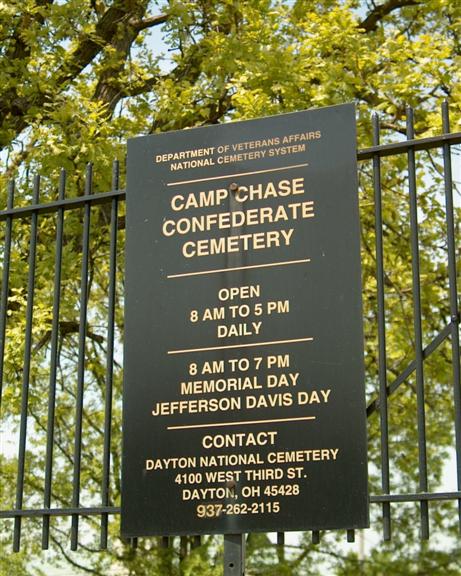 DEPARTMENT OF VETERANS AFFAIRS
NATIONAL CEMETERY SYSTEM
CAMP CHASE
CONFEDERATE
CEMETERY
OPEN
8 AM TO 5 PM
DAILY
8 AM TO 7 PM
MEMORIAL DAY
JEFFERSON DAVIS DAY
CONTACT
DAYTON NATIONAL CEMETERY
4100 WEST THIRD ST.
DAYTON, OH 45428
937-262-2115